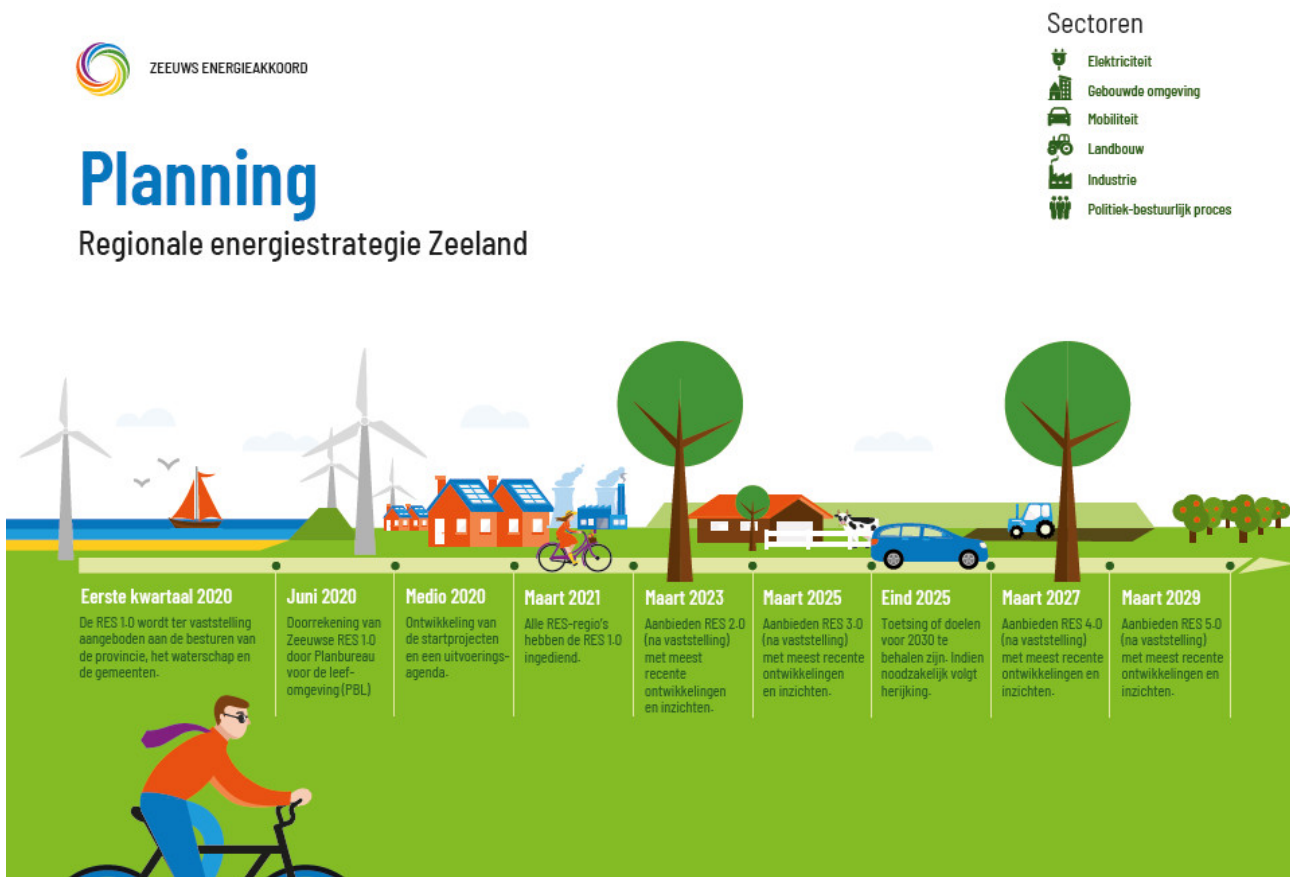 ZEEUWS ENERGIEAKKOORD
Planning
Regionale energiestrategie Zeeland
Sectoren
Elektriciteit
Gebouwde omgeving
Mobiliteit
Landbouw
Industrie
Politiek-bestuurlijk proces
Eerste kwartaal 2020
De RES 1.0 wordt ter vaststelling
aangeboden aan de besturen van
de provincie, het waterschap en
de gemeenten.
Juni 2020
Doorrekening van
Zeeuwse RES 1.0
door Planbureau
voor de leef-
omgeving (PBL)
Medio 2020
Ontwikkeling van
de startprojecten
en een uitvoerings-
agenda.
Maart 2021
Alle RES-regio's
hebben de RES 1.0
ingediend.
Maart 2023
Aanbieden RES 2.0
(na vaststelling)
met meest
recente
ontwikkelingen
en inzichten.
Maart 2025
Aanbieden RES 3.0
(na vaststelling)
met meest recente
ontwikkelingen
en inzichten.
Eind 2025
Toetsing of doelen
voor 2030 te
behalen zijn. Indien
noodzakelijk volgt
herijking.
Maart 2027
Aanbieden RES 4.0
(na vaststelling)
met meest recente
ontwikkelingen en
inzichten.
Maart 2029
Aanbieden RES 5.0
(na vaststelling)
met meest recente
ontwikkelingen en
inzichten.